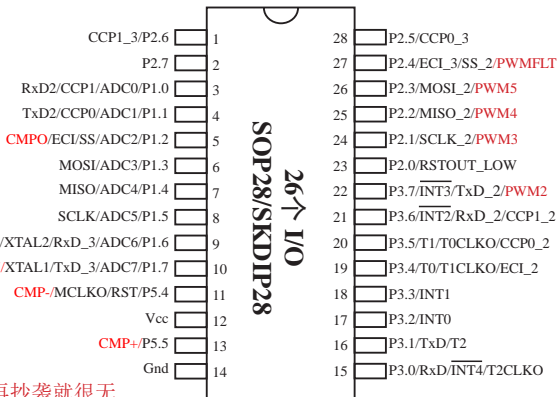 CCP1_3/P2.6 1
P2.7 2
RxD2/CCP1/ADC0/P1.0 3
TxD2/CCP0/ADC1/P1.1 4
CMPO/ECI/SS/ADC2/P1.2 5
MOSI/ADC3/P1.3 6
MISO/ADC4/P1.4 7
SCLK/ADC5/P1.5 8
/XTAL2/RxD_3/ADC6/P1.6 9
/XTAL1/TxD_3/ADC7/P1.7 10
CMP-/MCLKO/RST/P5.4 11
Vcc 12
CMP+/P5.5 13
Gnd 14
26个 I/O
SOP28/SKDIP28
28 P2.5/CCP0_3
27 P2.4/ECI_3/SS_2/PWMFLT
26 P2.3/MOSI_2/PWM5
25 P2.2/MISO_2/PWM4
24 P2.1/SCLK_2/PWM3
23 P2.0/RSTOUT_LOW
22 P3.7/INT3/TxD_2/PWM2
21 P3.6/INT2/RxD_2/CCP1_2
20 P3.5/T1/T0CLKO/CCP0_2
19 P3.4/T0/T1CLKO/ECI_2
18 P3.3/INT1
17 P3.2/INT0
16 P3.1/TxD/T2
15 P3.0/RxD/INT4/T2CLKO
再抄袭就很无